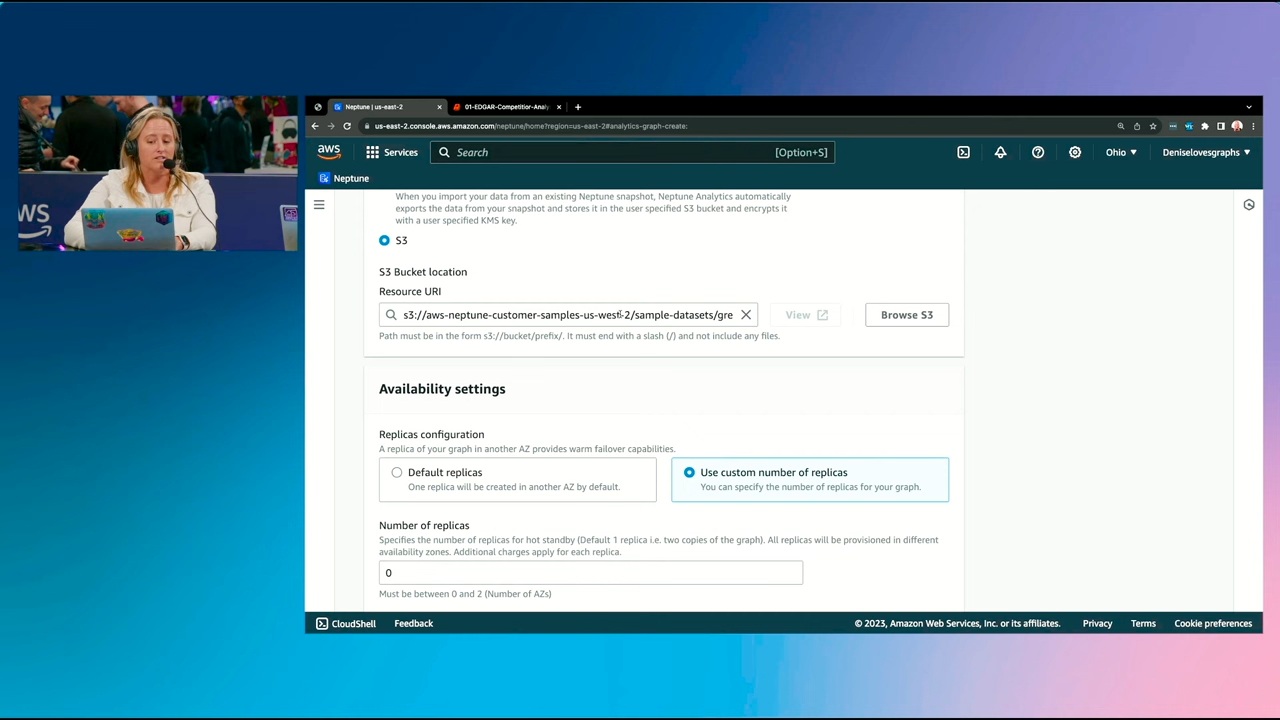 WS
Neptune | us-east-2
01-EDGAR-Competitor-Analy
us-east-2.console.aws.amazon.com/neptune/home?region=us-east-2#analytics-graph-create:
aws
Services
Search
[Option+S]
Ohio
Deniselovesgraphs
Neptune
When you import your data from an existing Neptune snapshot, Neptune Analytics automatically
exports the data from your snapshot and stores it in the user specified S3 bucket and encrypts it
with a user specified KMS key.
S3
S3 Bucket location
Resource URI
s3://aws-neptune-customer-samples-us-west-2/sample-datasets/gre
View
Browse S3
Path must be in the form s3://bucket/prefix/. It must end with a slash (/) and not include any files.
Availability settings
Replicas configuration
A replica of your graph in another AZ provides warm failover capabilities.
Default replicas
One replica will be created in another AZ by default.
Use custom number of replicas
You can specify the number of replicas for your graph.
Number of replicas
Specifies the number of replicas for hot standby (Default 1 replica i.e. two copies of the graph). All replicas will be provisioned in different
availability zones. Additional charges apply for each replica.
0
Must be between 0 and 2 (Number of AZs)
CloudShell
Feedback
© 2023, Amazon Web Services, Inc. or its affiliates.
Privacy
Terms
Cookie preferences